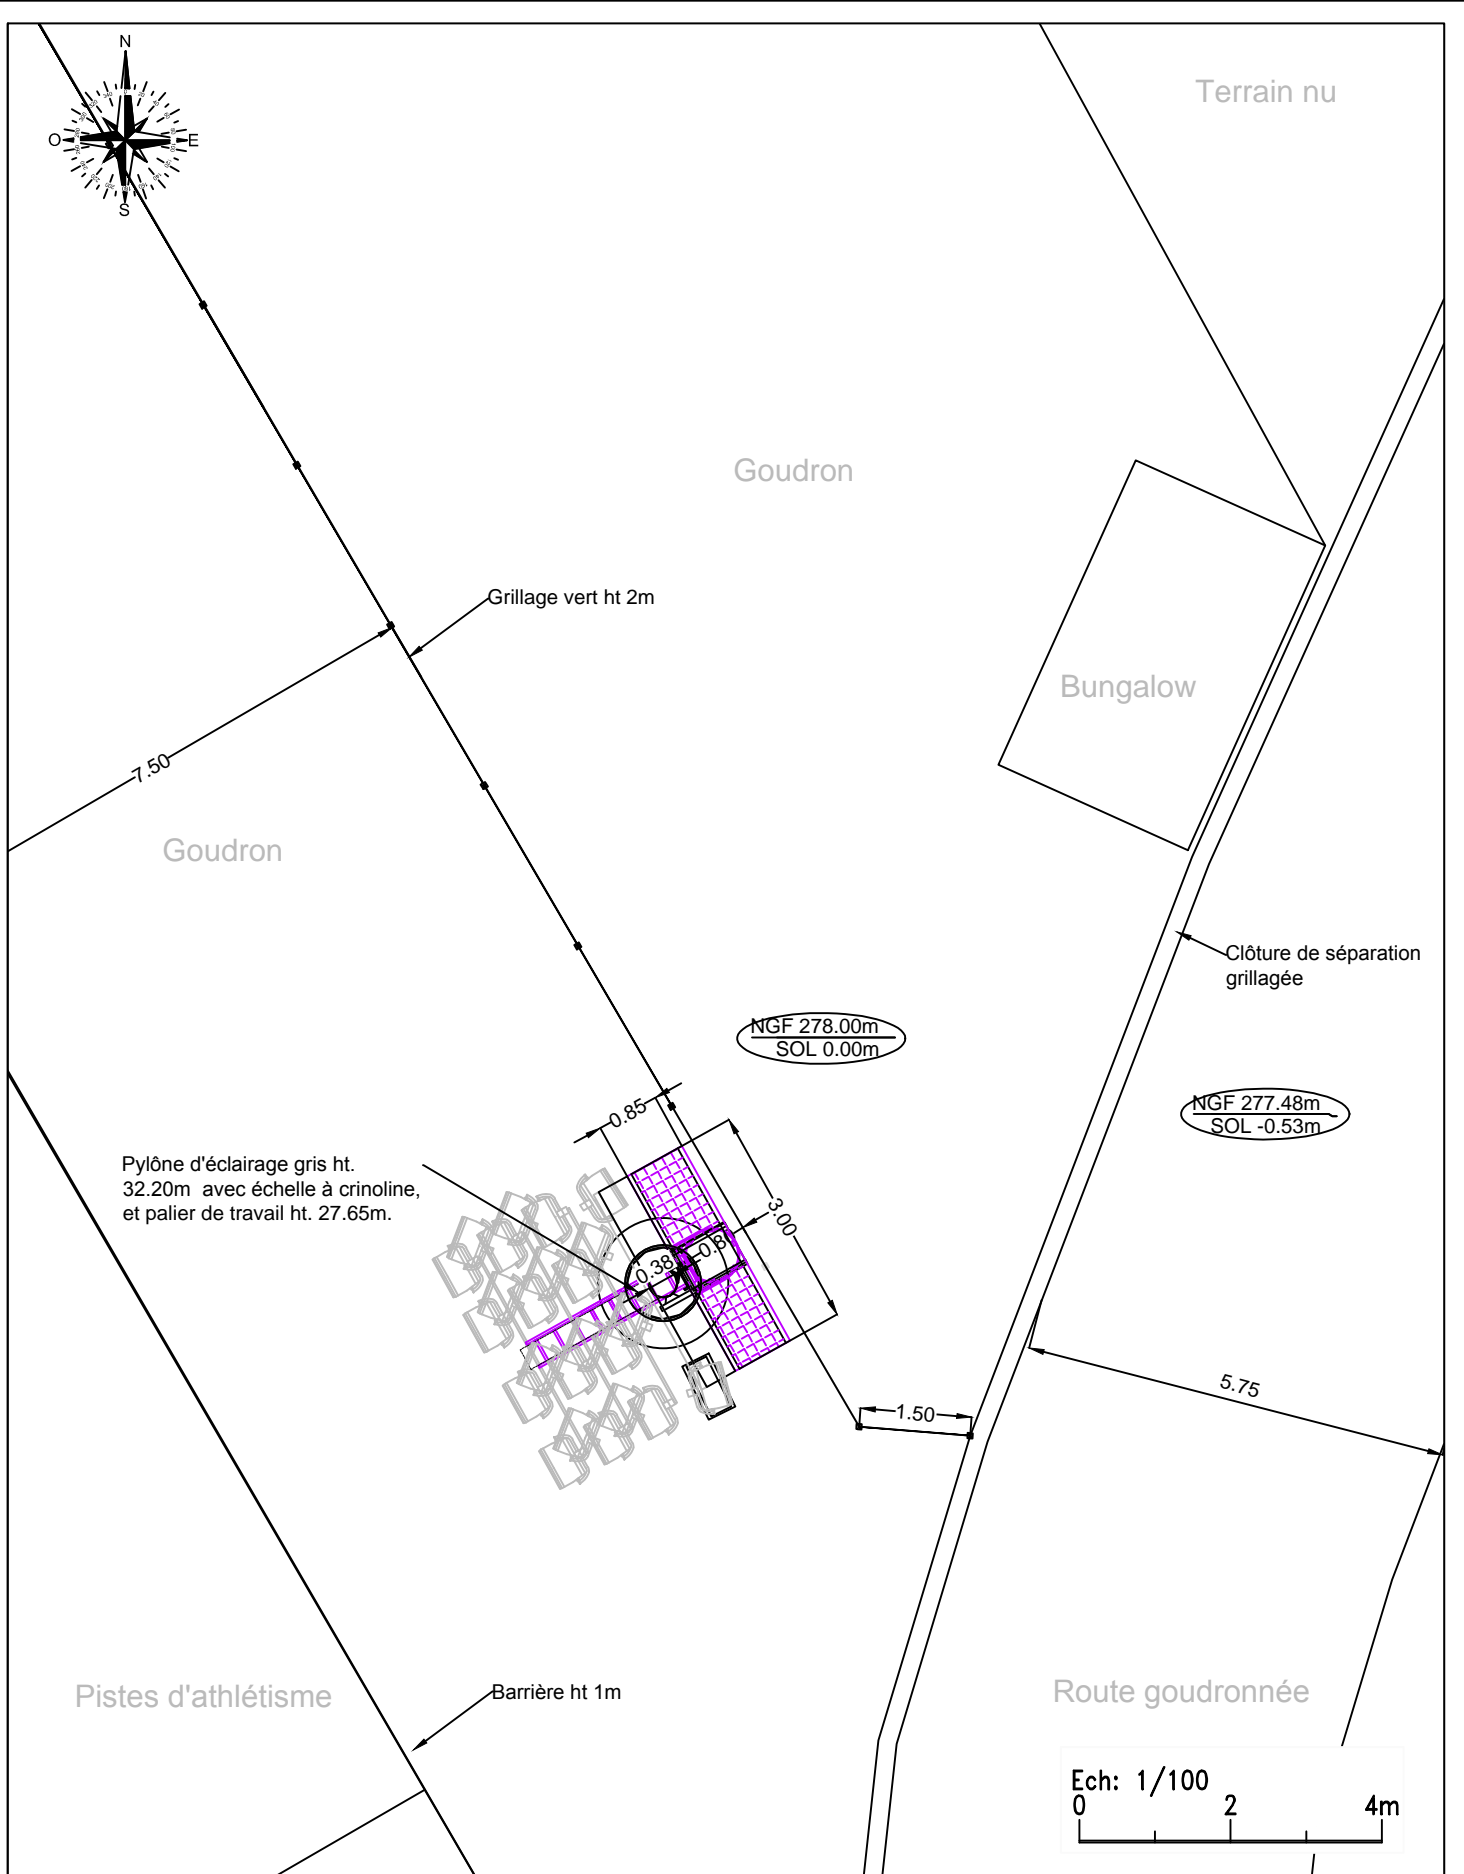 N
O
E
S
Terrain nu
Goudron
Grillage vert ht 2m
Bungalow
7.50
Goudron
Clôture de séparation
grillagée
NGF 278.00m
SOL 0.00m
NGF 277.48m
SOL -0.53m
0.85
Pylône d'éclairage gris ht.
32.20m avec échelle à crinoline,
et palier de travail ht. 27.65m.
3.00
0.38
5.75
1.50
Pistes d'athlétisme
Barrière ht 1m
Route goudronnée
Ech: 1/100
0 2 4m